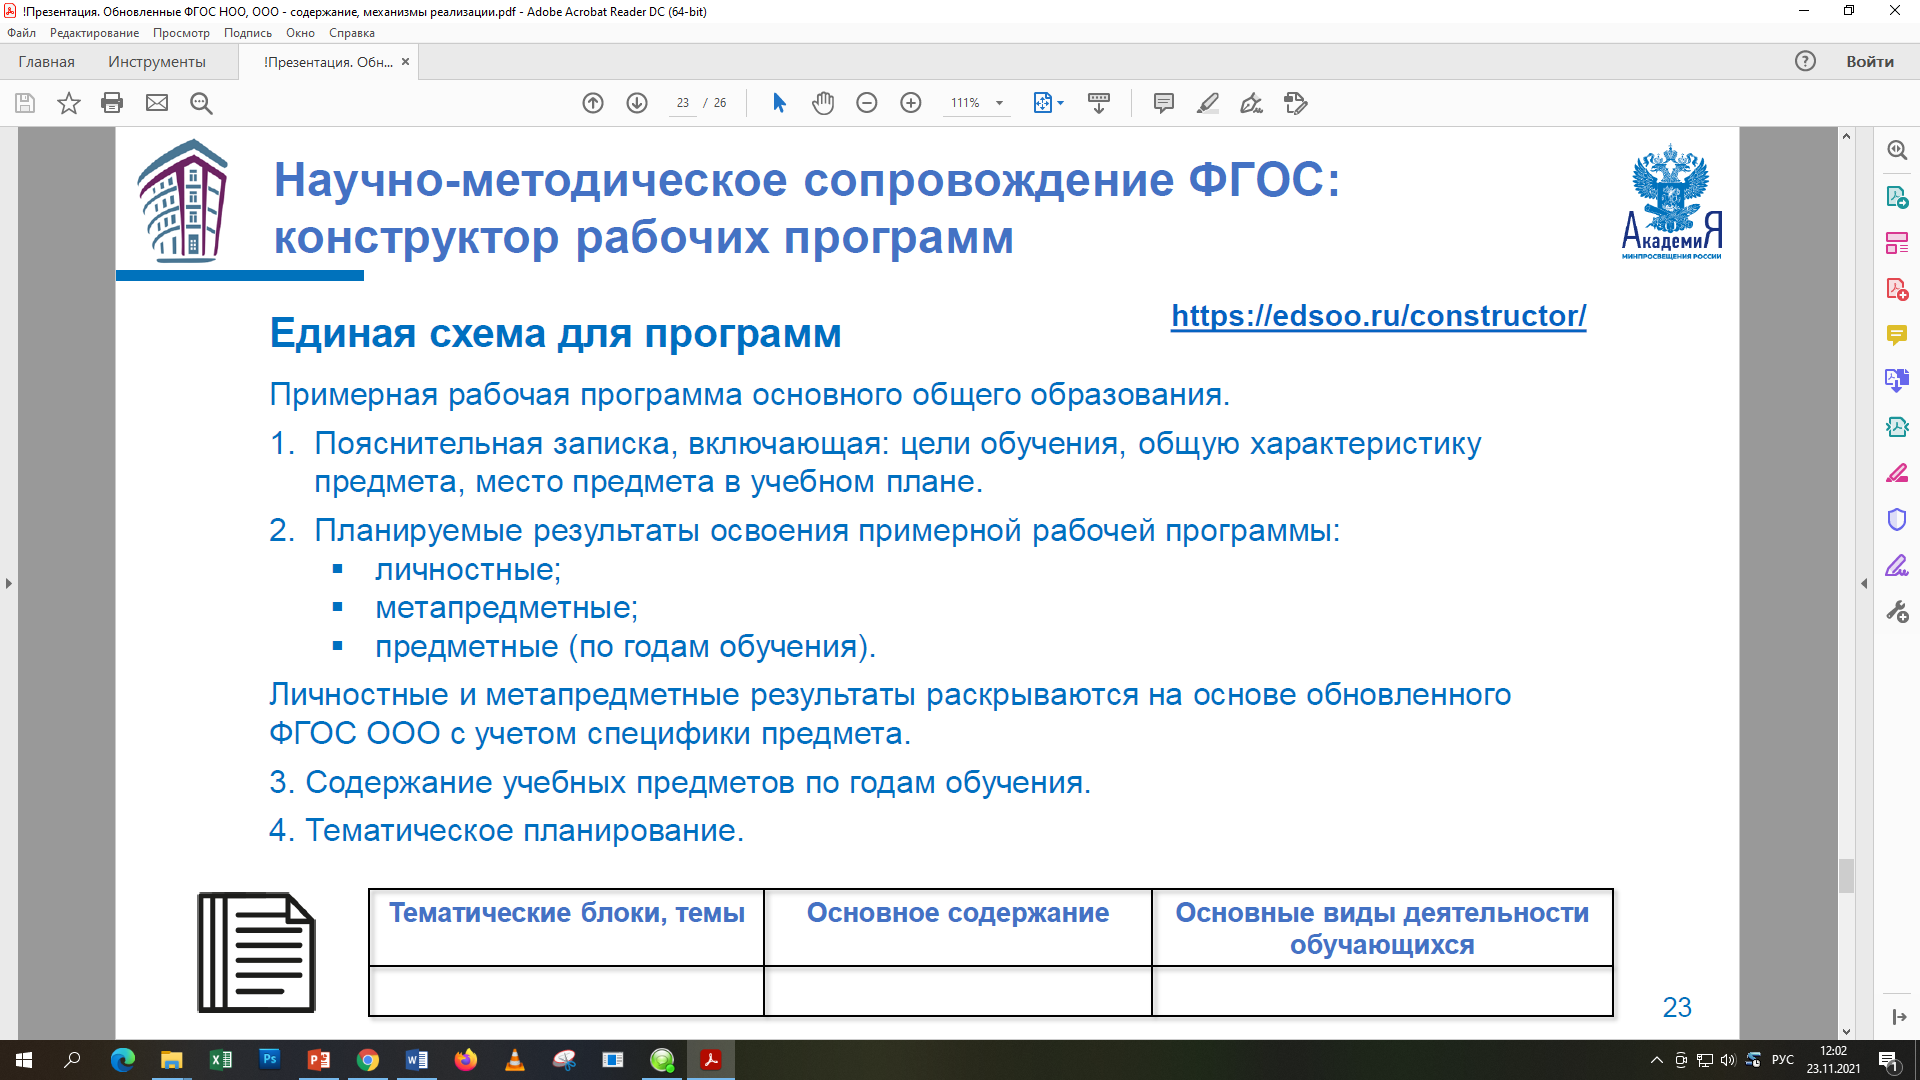 !Презентация. Обновленные ФГОС НОО, ООО - содержание, механизмы реализации.pdf - Adobe Acrobat Reader DC (64-bit)
Файл Редактирование Просмотр Подпись Окно Справка
Главная Инструменты !Презентация. Обн... × Войти
23 / 26 111%
Научно-методическое сопровождение ФГОС:
конструктор рабочих программ
АкадемиЯ
МИНПРОСВЕЩЕНИЯ РОССИИ
https://edsoo.ru/constructor/
Единая схема для программ
Примерная рабочая программа основного общего образования.
1. Пояснительная записка, включающая: цели обучения, общую характеристику
предмета, место предмета в учебном плане.
2. Планируемые результаты освоения примерной рабочей программы:
▪ личностные;
▪ метапредметные;
▪ предметные (по годам обучения).
Личностные и метапредметные результаты раскрываются на основе обновленного
ФГОС ООО с учетом специфики предмета.
3. Содержание учебных предметов по годам обучения.
4. Тематическое планирование.
Тематические блоки, темы Основное содержание Основные виды деятельности
обучающихся
23
РУС 12:02
23.11.2021 1